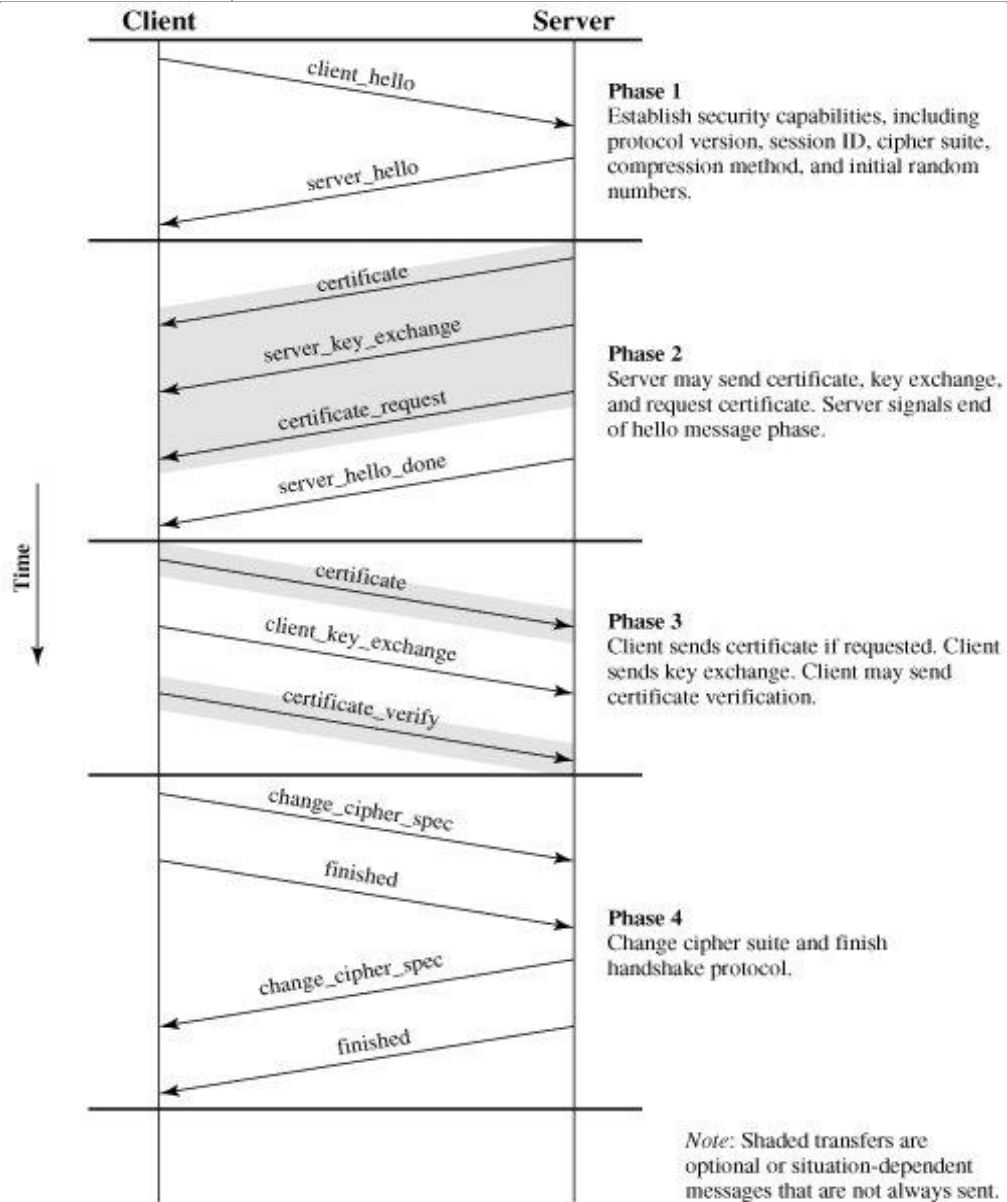 Client
Server
client_hello
server_hello
Phase 1
Establish security capabilities, including
protocol version, session ID, cipher suite,
compression method, and initial random
numbers.
certificate
server_key_exchange
certificate_request
server_hello_done
Phase 2
Server may send certificate, key exchange,
and request certificate. Server signals end
of hello message phase.
Time
certificate
client_key_exchange
certificate_verify
Phase 3
Client sends certificate if requested. Client
sends key exchange. Client may send
certificate verification.
change_cipher_spec
finished
change_cipher_spec
finished
Phase 4
Change cipher suite and finish
handshake protocol.
Note: Shaded transfers are
optional or situation-dependent
messages that are not always sent.